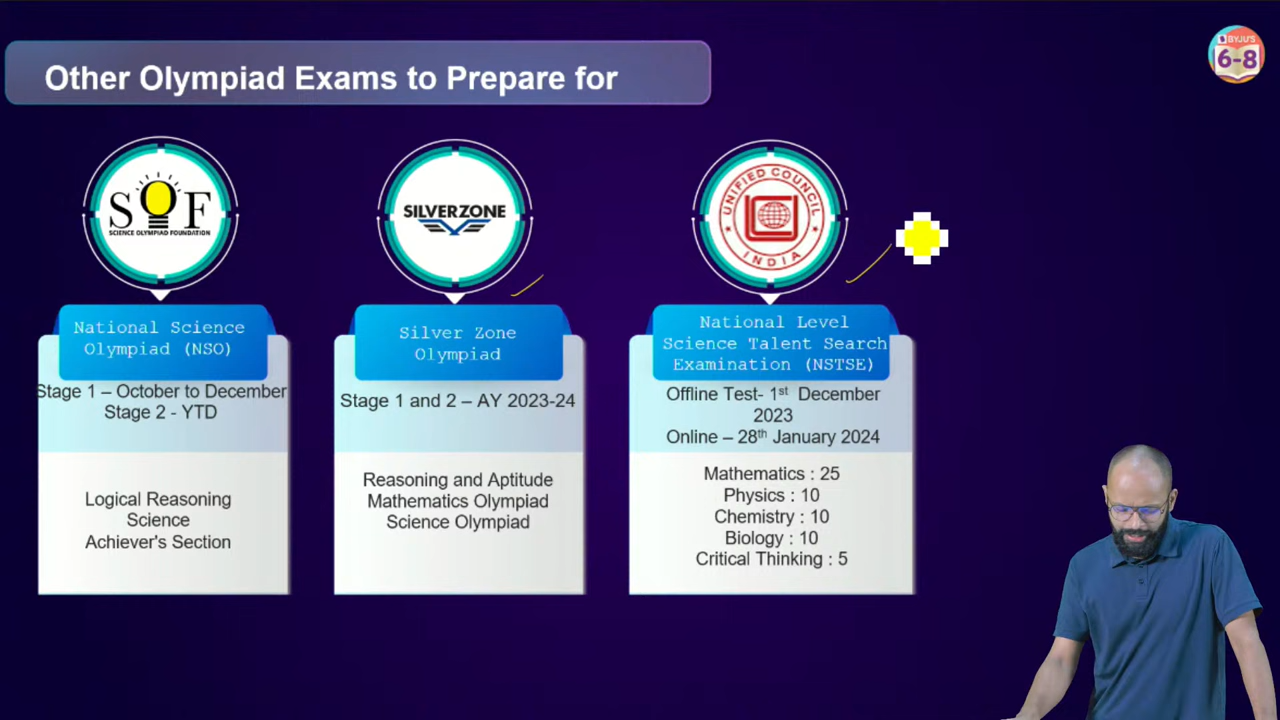 BYJU'S
6-8
Other Olympiad Exams to Prepare for
SOF
SCIENCE OLYMPIAD FOUNDATION
National Science
Olympiad (NSO)
Stage 1 – October to December
Stage 2 - YTD
Logical Reasoning
Science
Achiever's Section
SILVERZONE
Silver Zone
Olympiad
Stage 1 and 2 – AY 2023-24
Reasoning and Aptitude
Mathematics Olympiad
Science Olympiad
UNIFIED COUNCIL
INDIA
National Level
Science Talent Search
Examination (NSTSE)
Offline Test- 1st December
2023
Online – 28th January 2024
Mathematics : 25
Physics : 10
Chemistry : 10
Biology : 10
Critical Thinking : 5